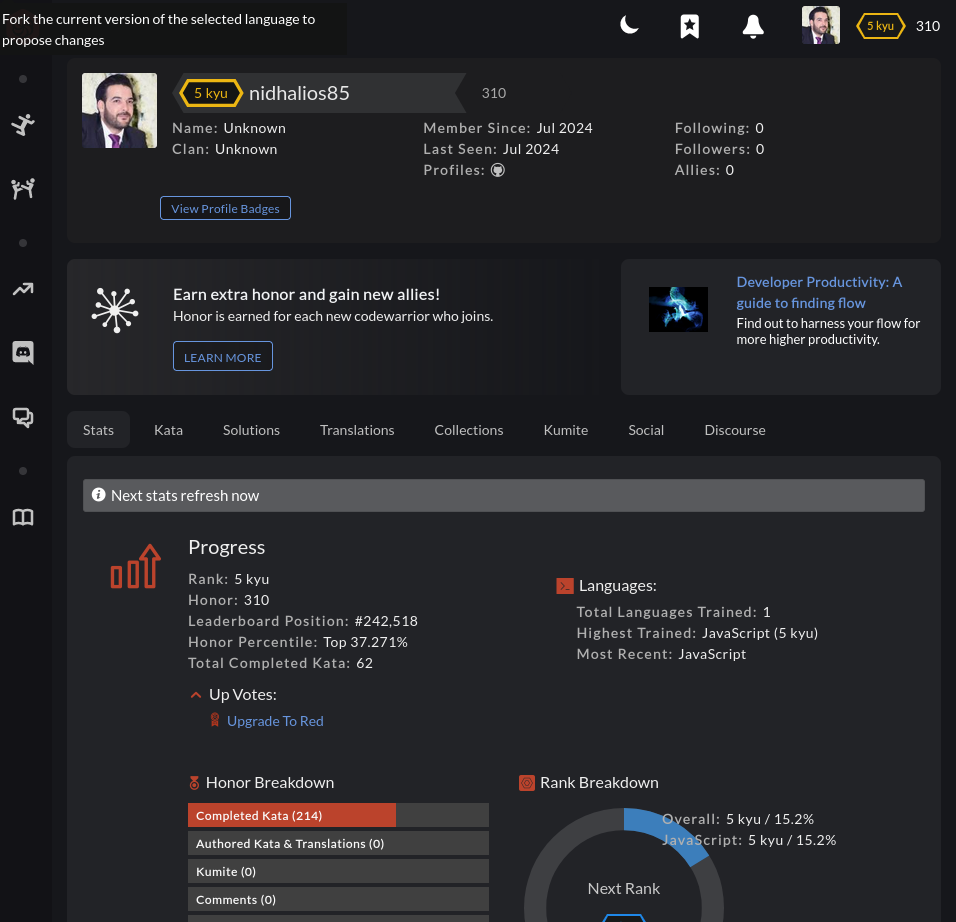 Fork the current version of the selected language to
propose changes
5 kyu
310
5 kyu
nidhalios85
310
Name: Unknown
Clan: Unknown
Member Since: Jul 2024
Last Seen: Jul 2024
Profiles:
Following: 0
Followers: 0
Allies: 0
View Profile Badges
Earn extra honor and gain new allies!
Honor is earned for each new codewarrior who joins.
LEARN MORE
Developer Productivity: A
guide to finding flow
Find out to harness your flow for
more higher productivity.
Stats Kata Solutions Translations Collections Kumite Social Discourse
Next stats refresh now
Progress
Rank: 5 kyu
Honor: 310
Leaderboard Position: #242,518
Honor Percentile: Top 37.271%
Total Completed Kata: 62
Up Votes:
Upgrade To Red
Languages:
Total Languages Trained: 1
Highest Trained: JavaScript (5 kyu)
Most Recent: JavaScript
Honor Breakdown
Completed Kata (214)
Authored Kata & Translations (0)
Kumite (0)
Comments (0)
Rank Breakdown
Overall: 5 kyu / 15.2%
JavaScript: 5 kyu / 15.2%
Next Rank